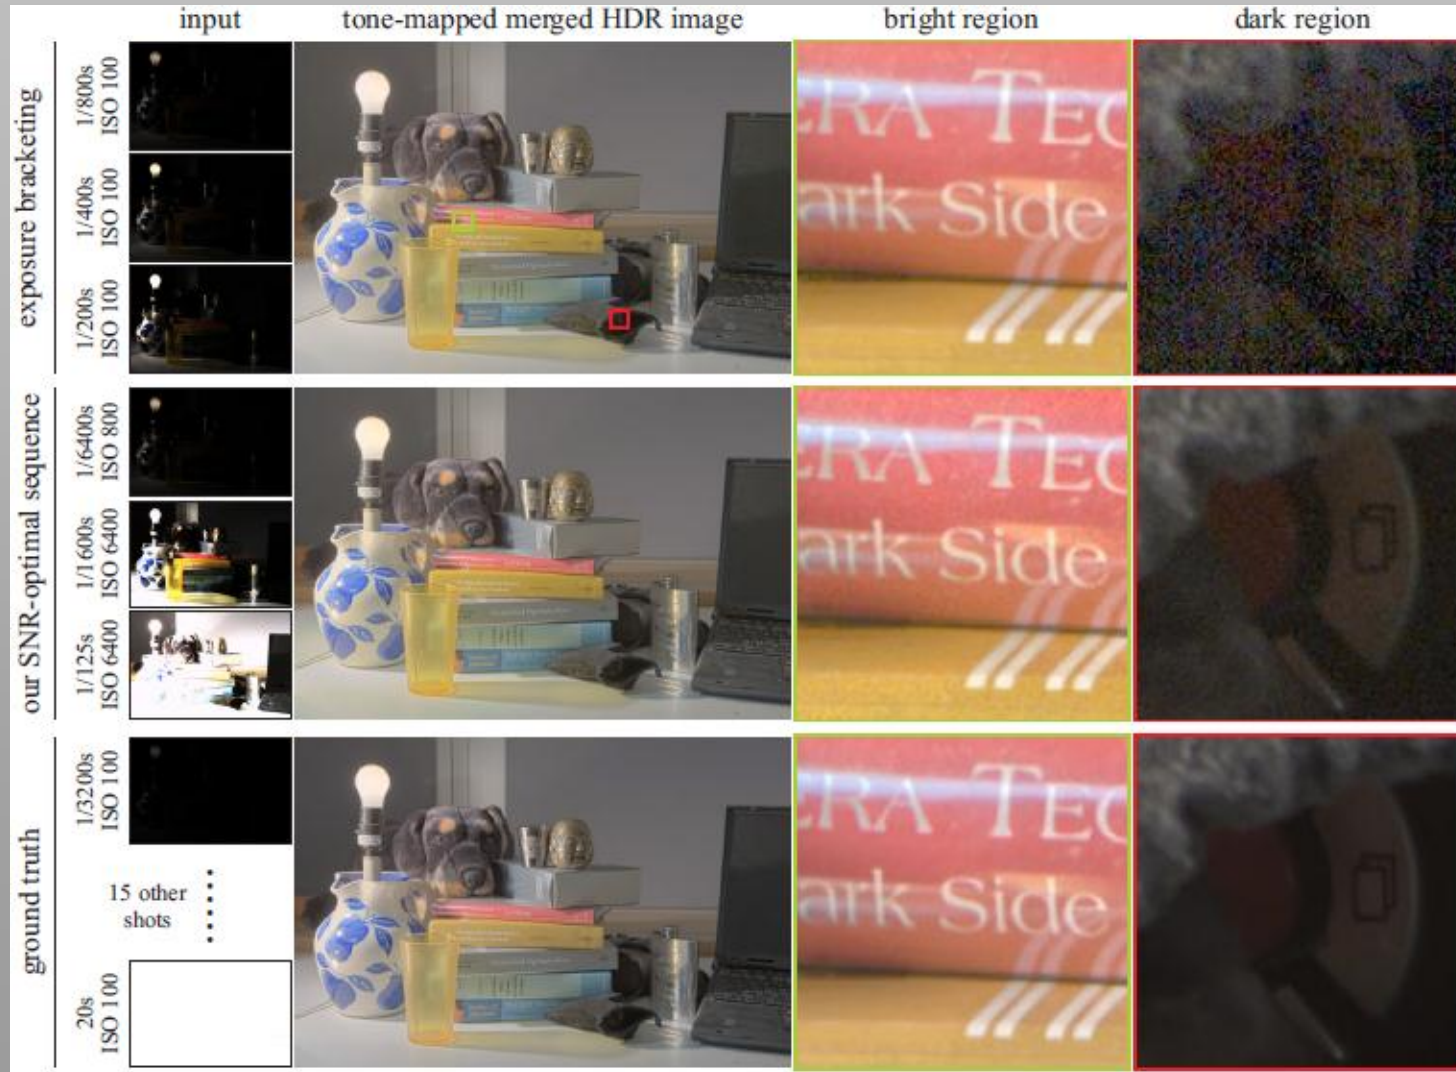 input tone-mapped merged HDR image bright region dark region
exposure bracketing
1/800s
ISO 100
1/400s
ISO 100
1/200s
ISO 100
ERA TEC
ark Side
our SNR-optimal sequence
1/6400s
ISO 800
1/1600s
ISO 6400
1/125s
ISO 6400
ERA TEC
ark Side
ground truth
1/3200s
ISO 100
15 other
shots
20s
ISO 100
ERA TEC
ark Side